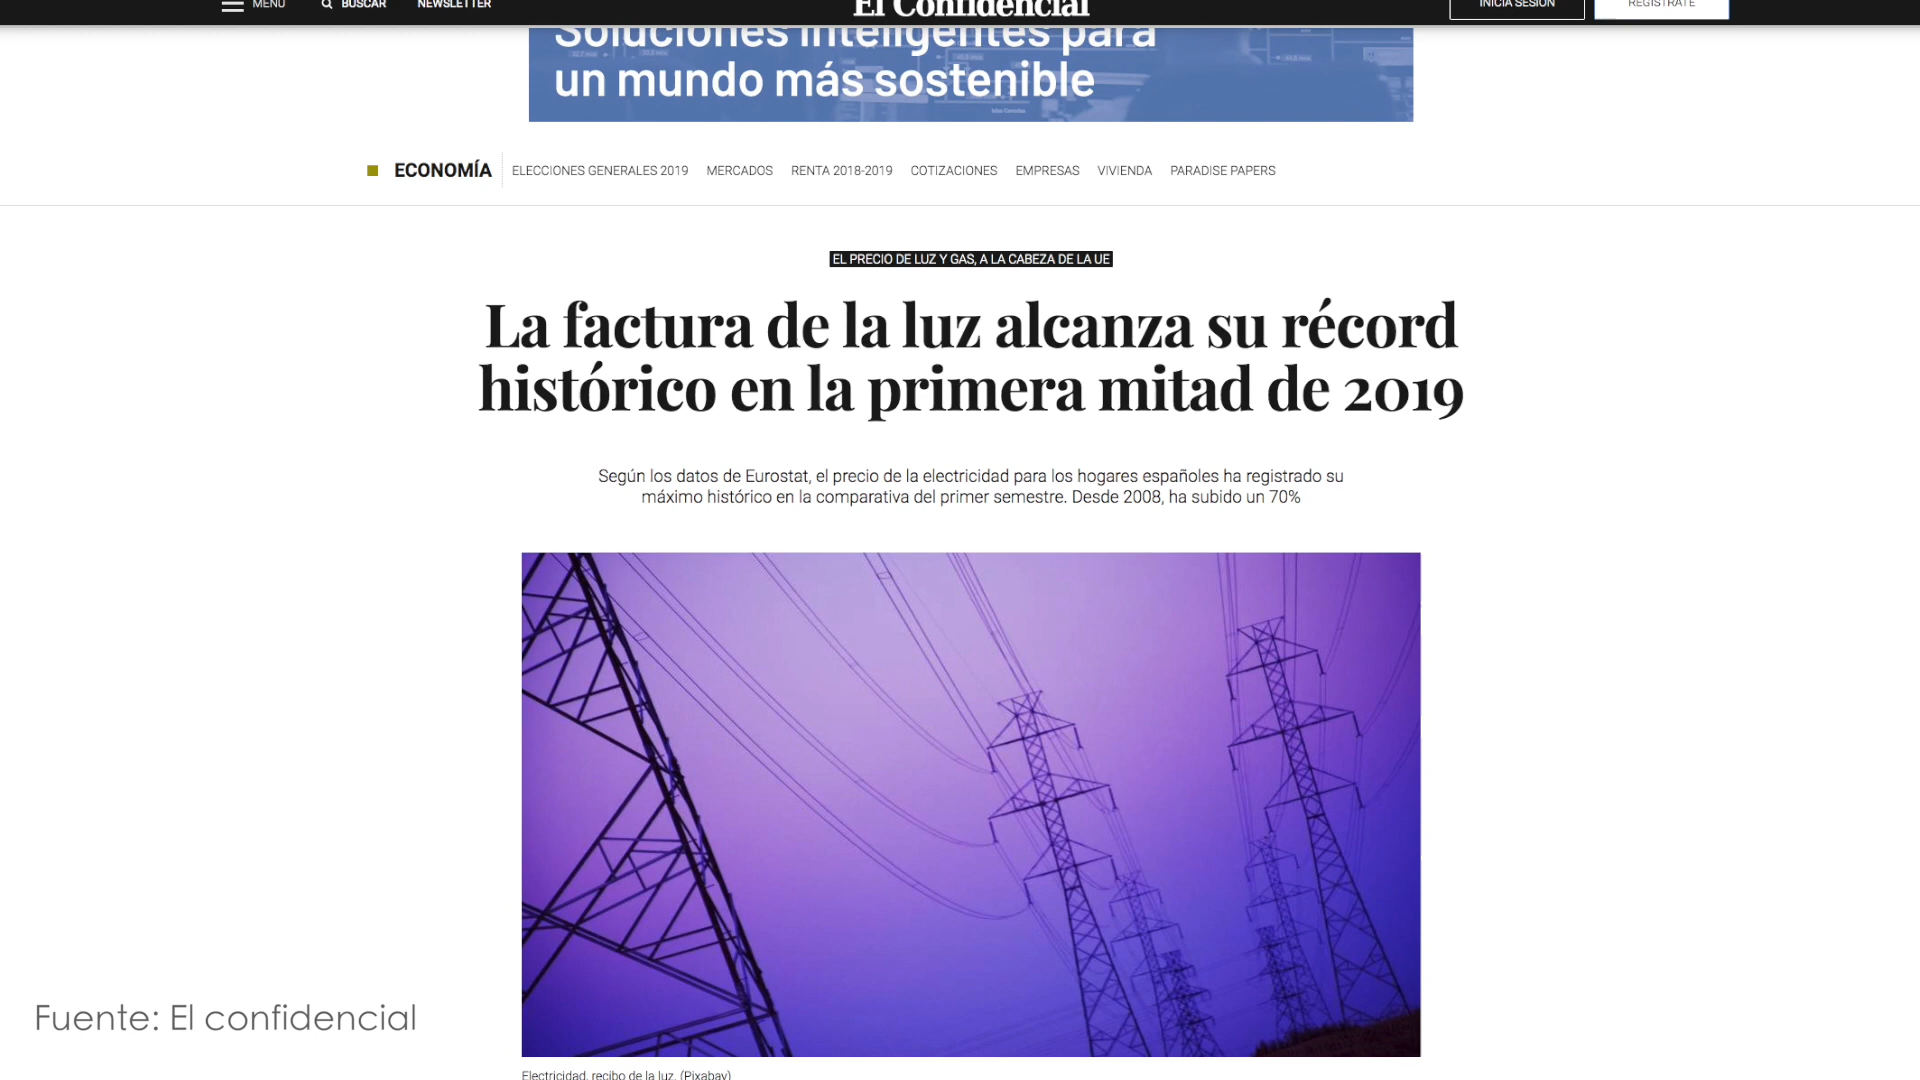 MENÚ
BUSCAR
NEWSLETTER
El Confidencial
INICIA SESIÓN
REGÍSTRATE
Soluciones inteligentes para
un mundo más sostenible
ECONOMÍA
ELECCIONES GENERALES 2019
MERCADOS
RENTA 2018-2019
COTIZACIONES
EMPRESAS
VIVIENDA
PARADISE PAPERS
EL PRECIO DE LUZ Y GAS, A LA CABEZA DE LA UE
La factura de la luz alcanza su récord
histórico en la primera mitad de 2019
Según los datos de Eurostat, el precio de la electricidad para los hogares españoles ha registrado su
máximo histórico en la comparativa del primer semestre. Desde 2008, ha subido un 70%
Fuente: El confidencial
Electricidad, recibo de la luz. (Pixabay)